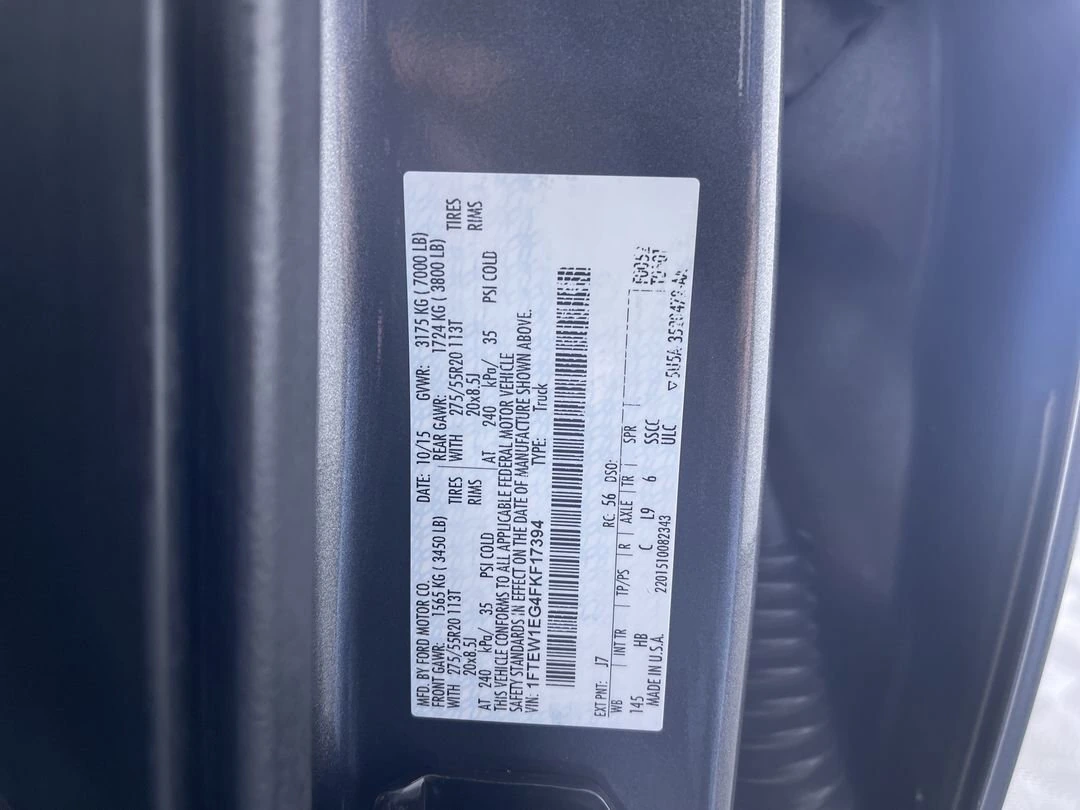 MFD. BY FORD MOTOR CO. DATE: 10/15 GVWR: 3175 KG ( 7000 LB)
FRONT GAWR: 1565 KG ( 3450 LB) REAR GAWR: 1724 KG ( 3800 LB)
WITH 275/55R20 113T TIRES WITH 275/55R20 113T TIRES
20x8.5J RIMS 20x8.5J RIMS
AT 240 kPa/ 35 PSI COLD AT 240 kPa/ 35 PSI COLD
THIS VEHICLE CONFORMS TO ALL APPLICABLE FEDERAL MOTOR VEHICLE
SAFETY STANDARDS IN EFFECT ON THE DATE OF MANUFACTURE SHOWN ABOVE.
VIN: 1FTEW1EG4FKF17394 TYPE: Truck
EXT PNT: J7 RC: 56 DSO:
WB INT TR TP/PS R AXLE TR SPR
145 HB C L9 6 SSCC
MADE IN U.S.A. 2201510082343 ULC